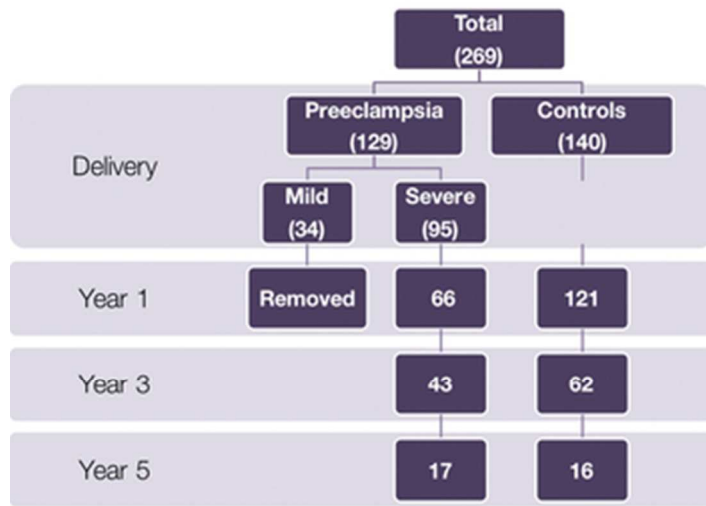 Total
(269)
Preeclampsia
(129)
Controls
(140)
Delivery
Mild
(34)
Severe
(95)
Year 1
Removed
66
121
Year 3
43
62
Year 5
17
16